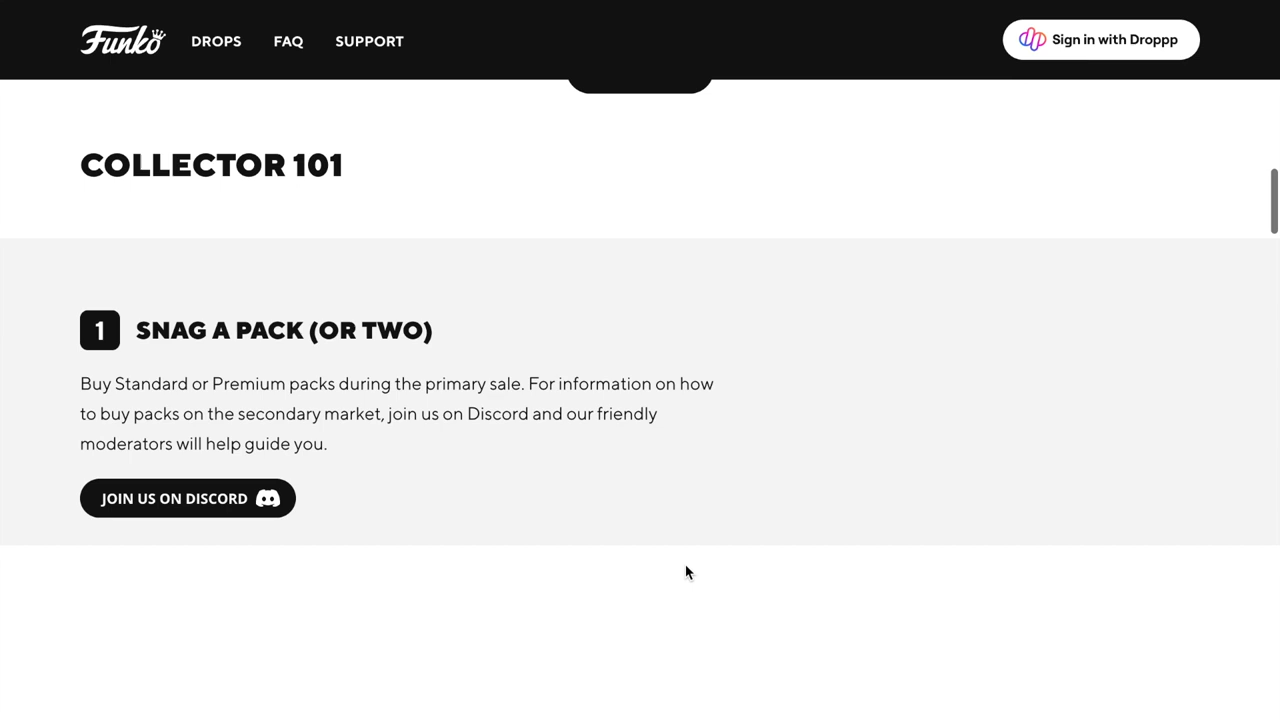 Funko
DROPS
FAQ
SUPPORT
Sign in with Droppp
COLLECTOR 101
1
SNAG A PACK (OR TWO)
Buy Standard or Premium packs during the primary sale. For information on how
to buy packs on the secondary market, join us on Discord and our friendly
moderators will help guide you.
JOIN US ON DISCORD